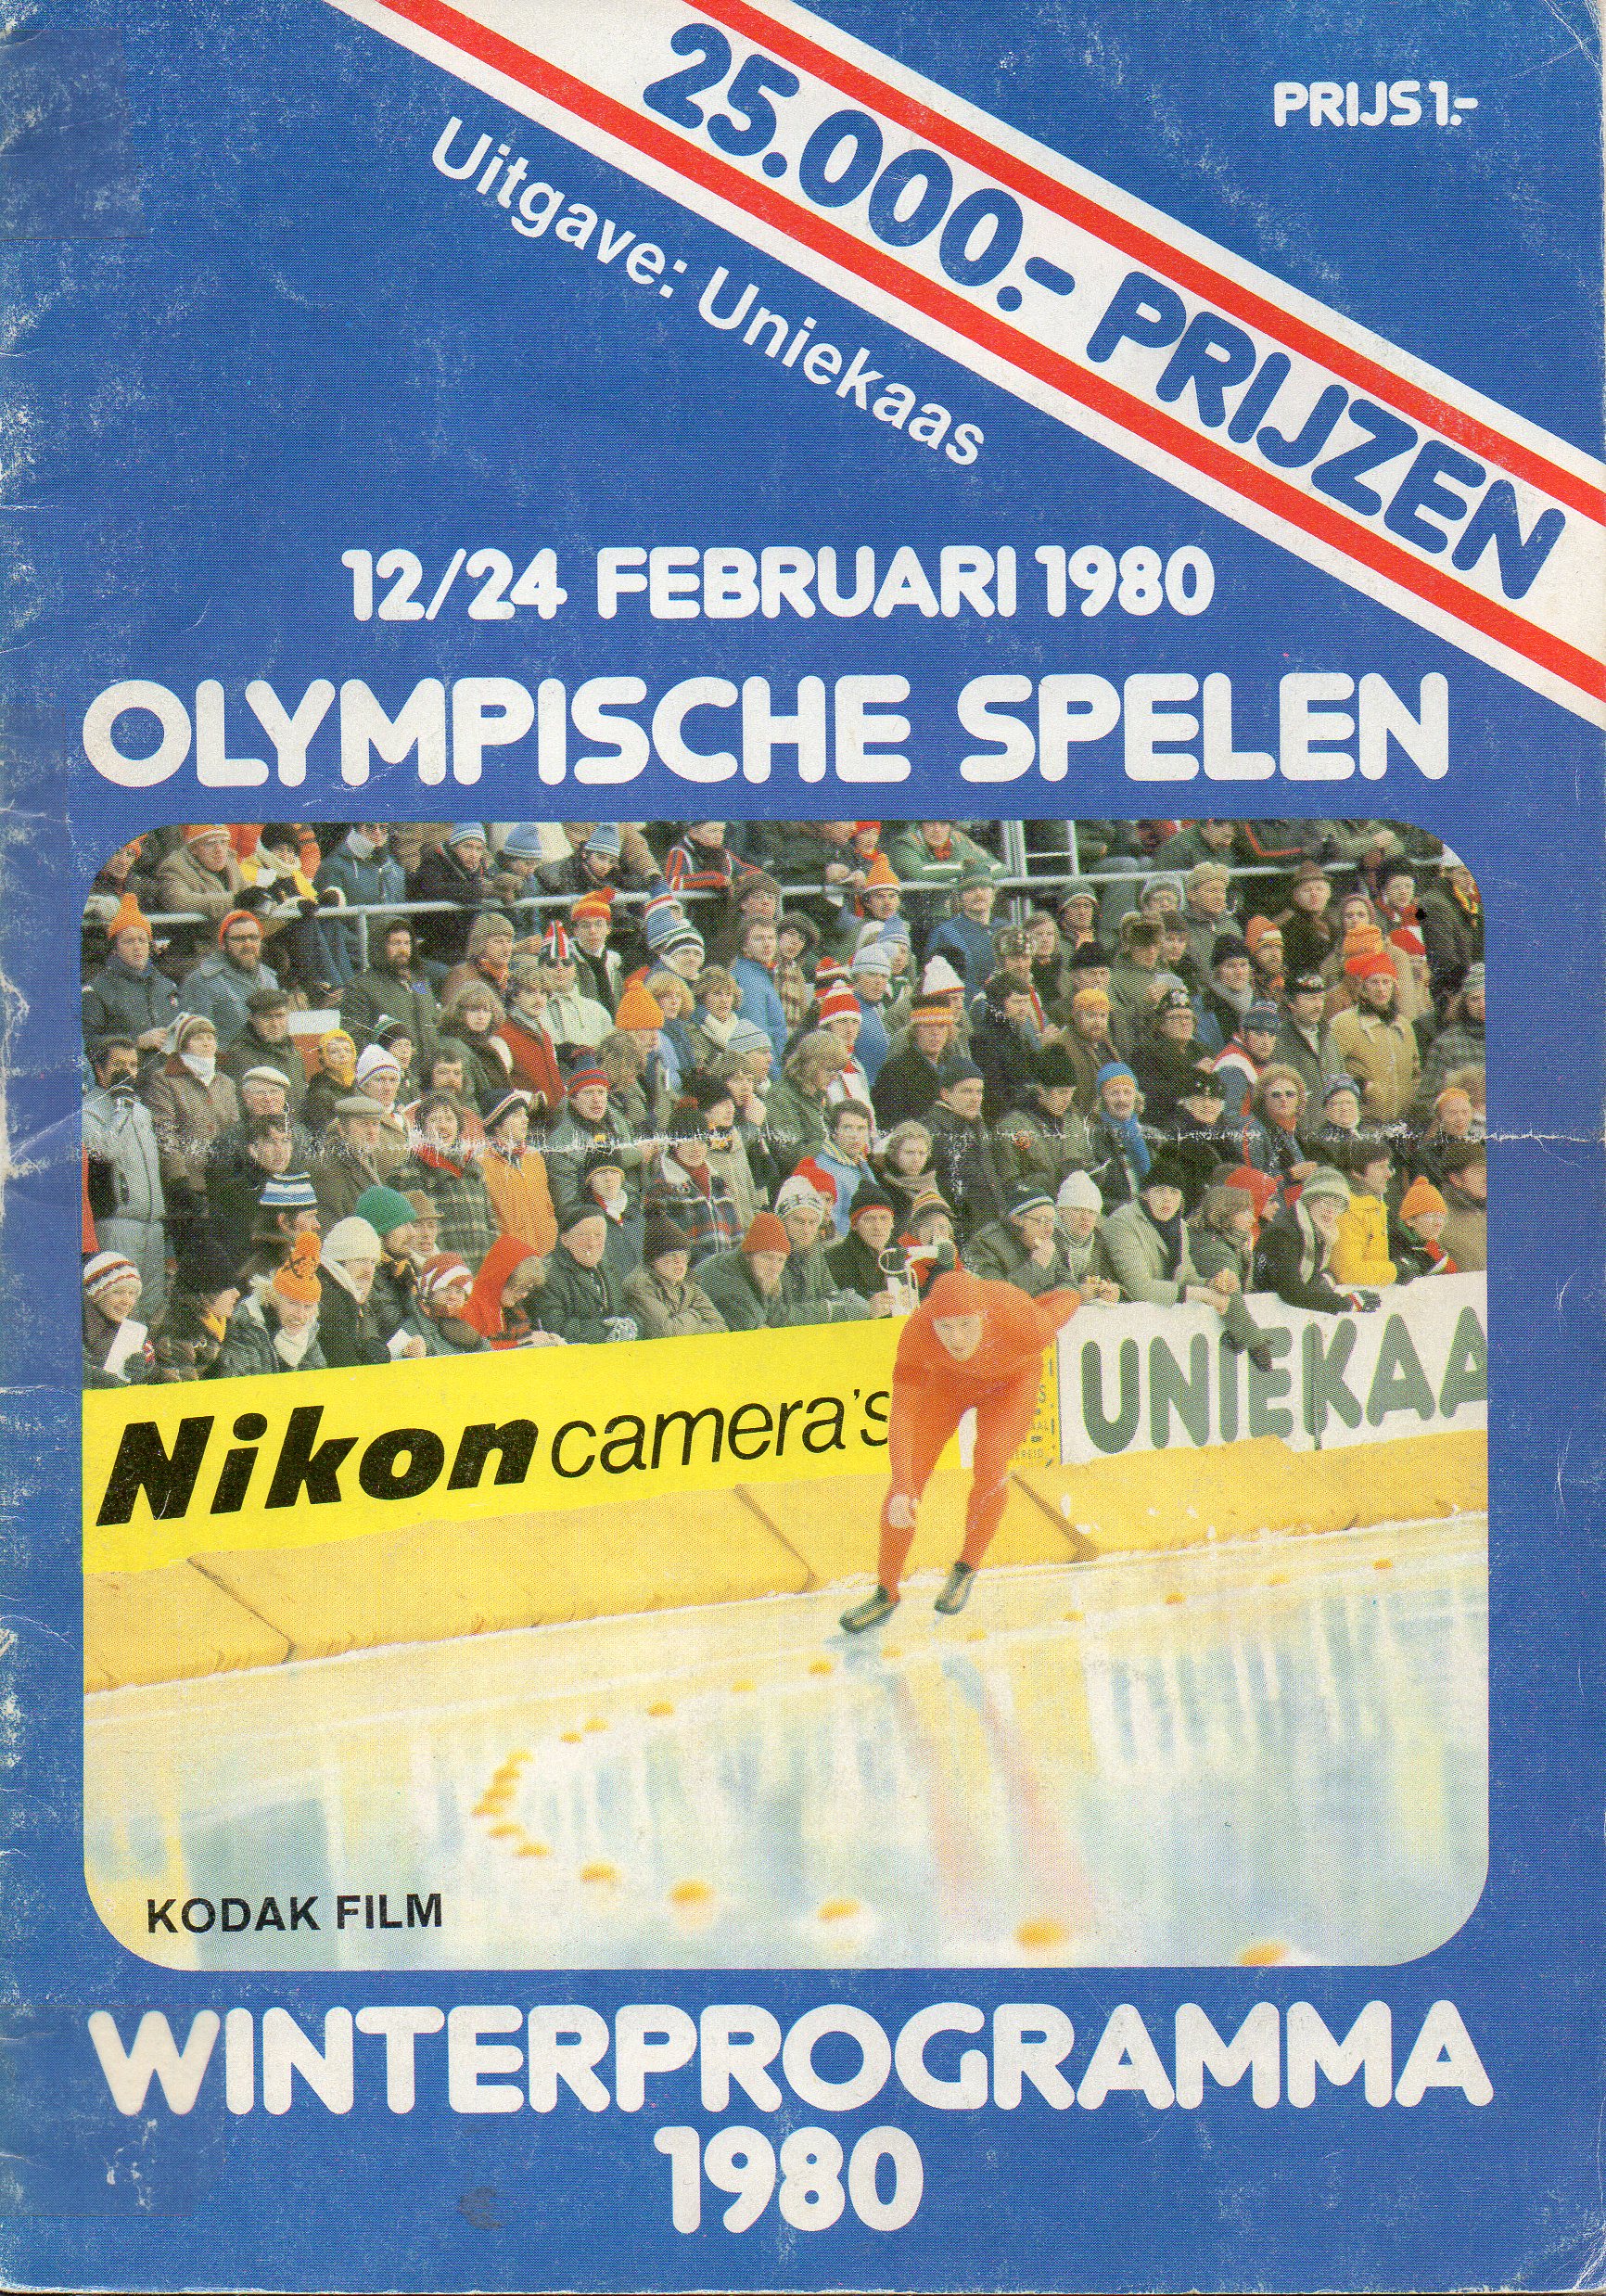 PRIJS 1.-
25.000.- PRIJZEN
Uitgave: Uniekaas
12/24 FEBRUARI 1980
OLYMPISCHE SPELEN
Nikon camera's
UNIEKAA
KODAK FILM
WINTERPROGRAMMA
1980